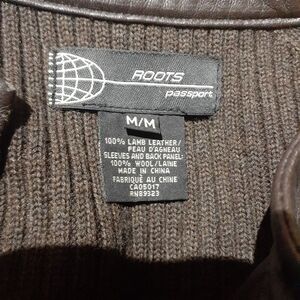 ROOTS
passport
M/M
100% LAMB LEATHER/
PEAU D'AGNEAU
SLEEVES AND BACK PANEL:
100% WOOL/LAINE
MADE IN CHINA
FABRIQUÉ AU CHINE
CA05017
RN89323